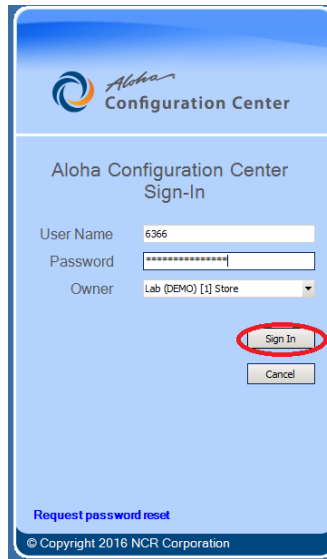 Aloha
Configuration Center
Aloha Configuration Center
Sign-In
User Name 6366
Password ***************
Owner Lab (DEMO) [1] Store
Sign In
Cancel
Request password reset
© Copyright 2016 NCR Corporation